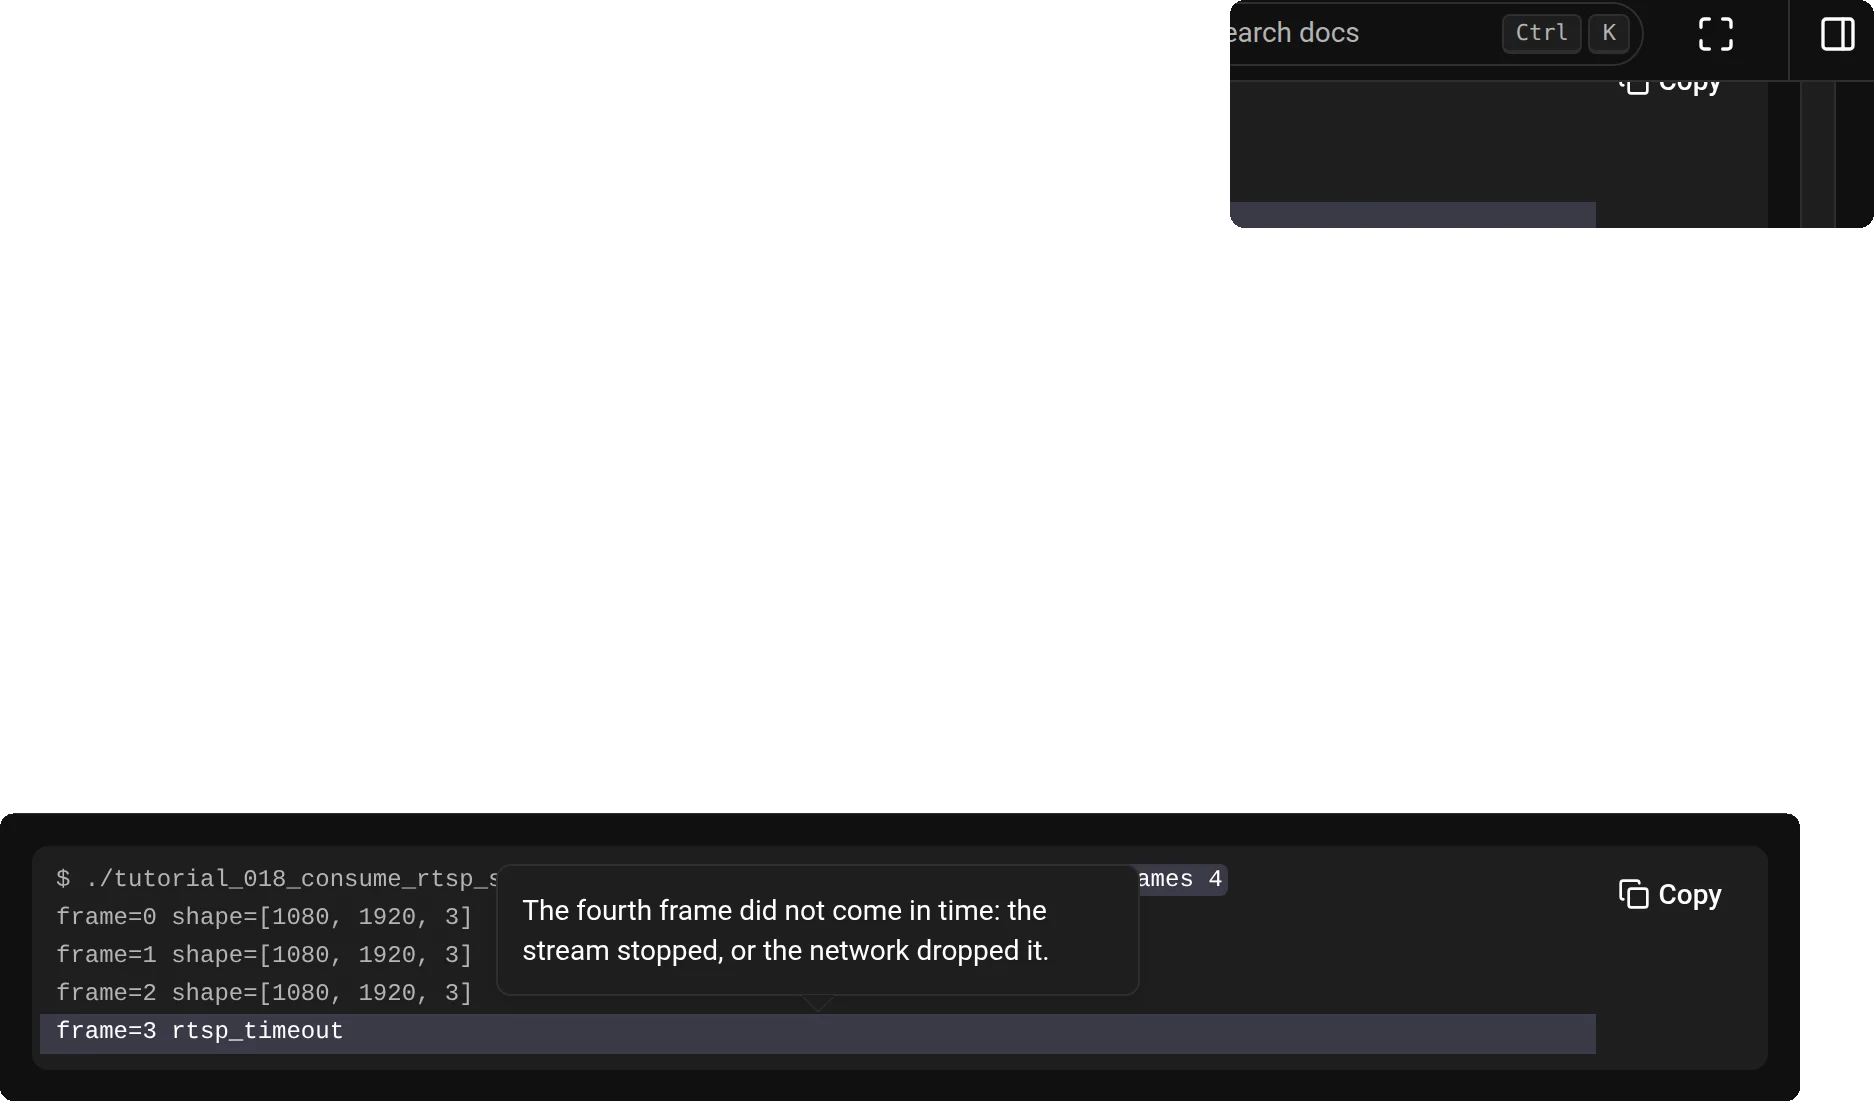 earch docs Ctrl K
Copy
$ ./tutorial_018_consume_rtsp_s
ames 4
Copy
frame=0 shape=[1080, 1920, 3]
frame=1 shape=[1080, 1920, 3]
frame=2 shape=[1080, 1920, 3]
The fourth frame did not come in time: the
stream stopped, or the network dropped it.
frame=3 rtsp_timeout